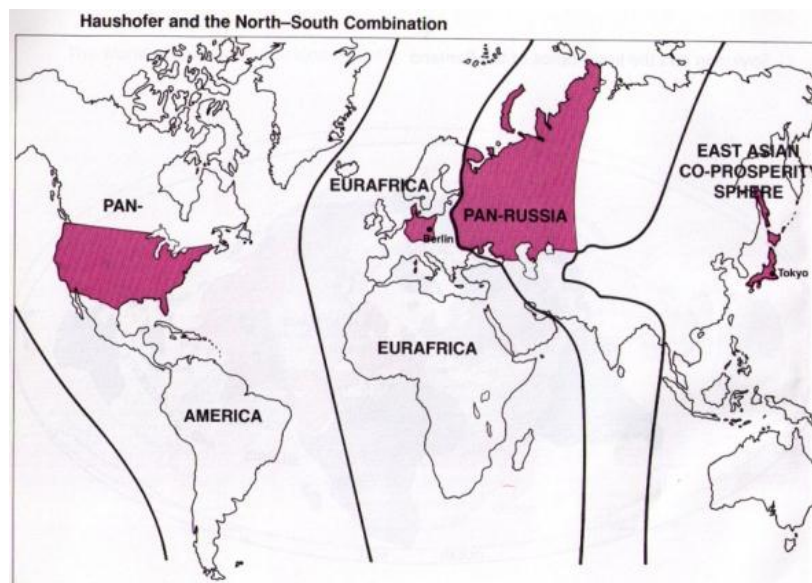 Haushofer and the North–South Combination
PAN-
AMERICA
EURAFRICA
Berlin
EURAFRICA
PAN-RUSSIA
EAST ASIAN
CO-PROSPERITY
SPHERE
Tokyo